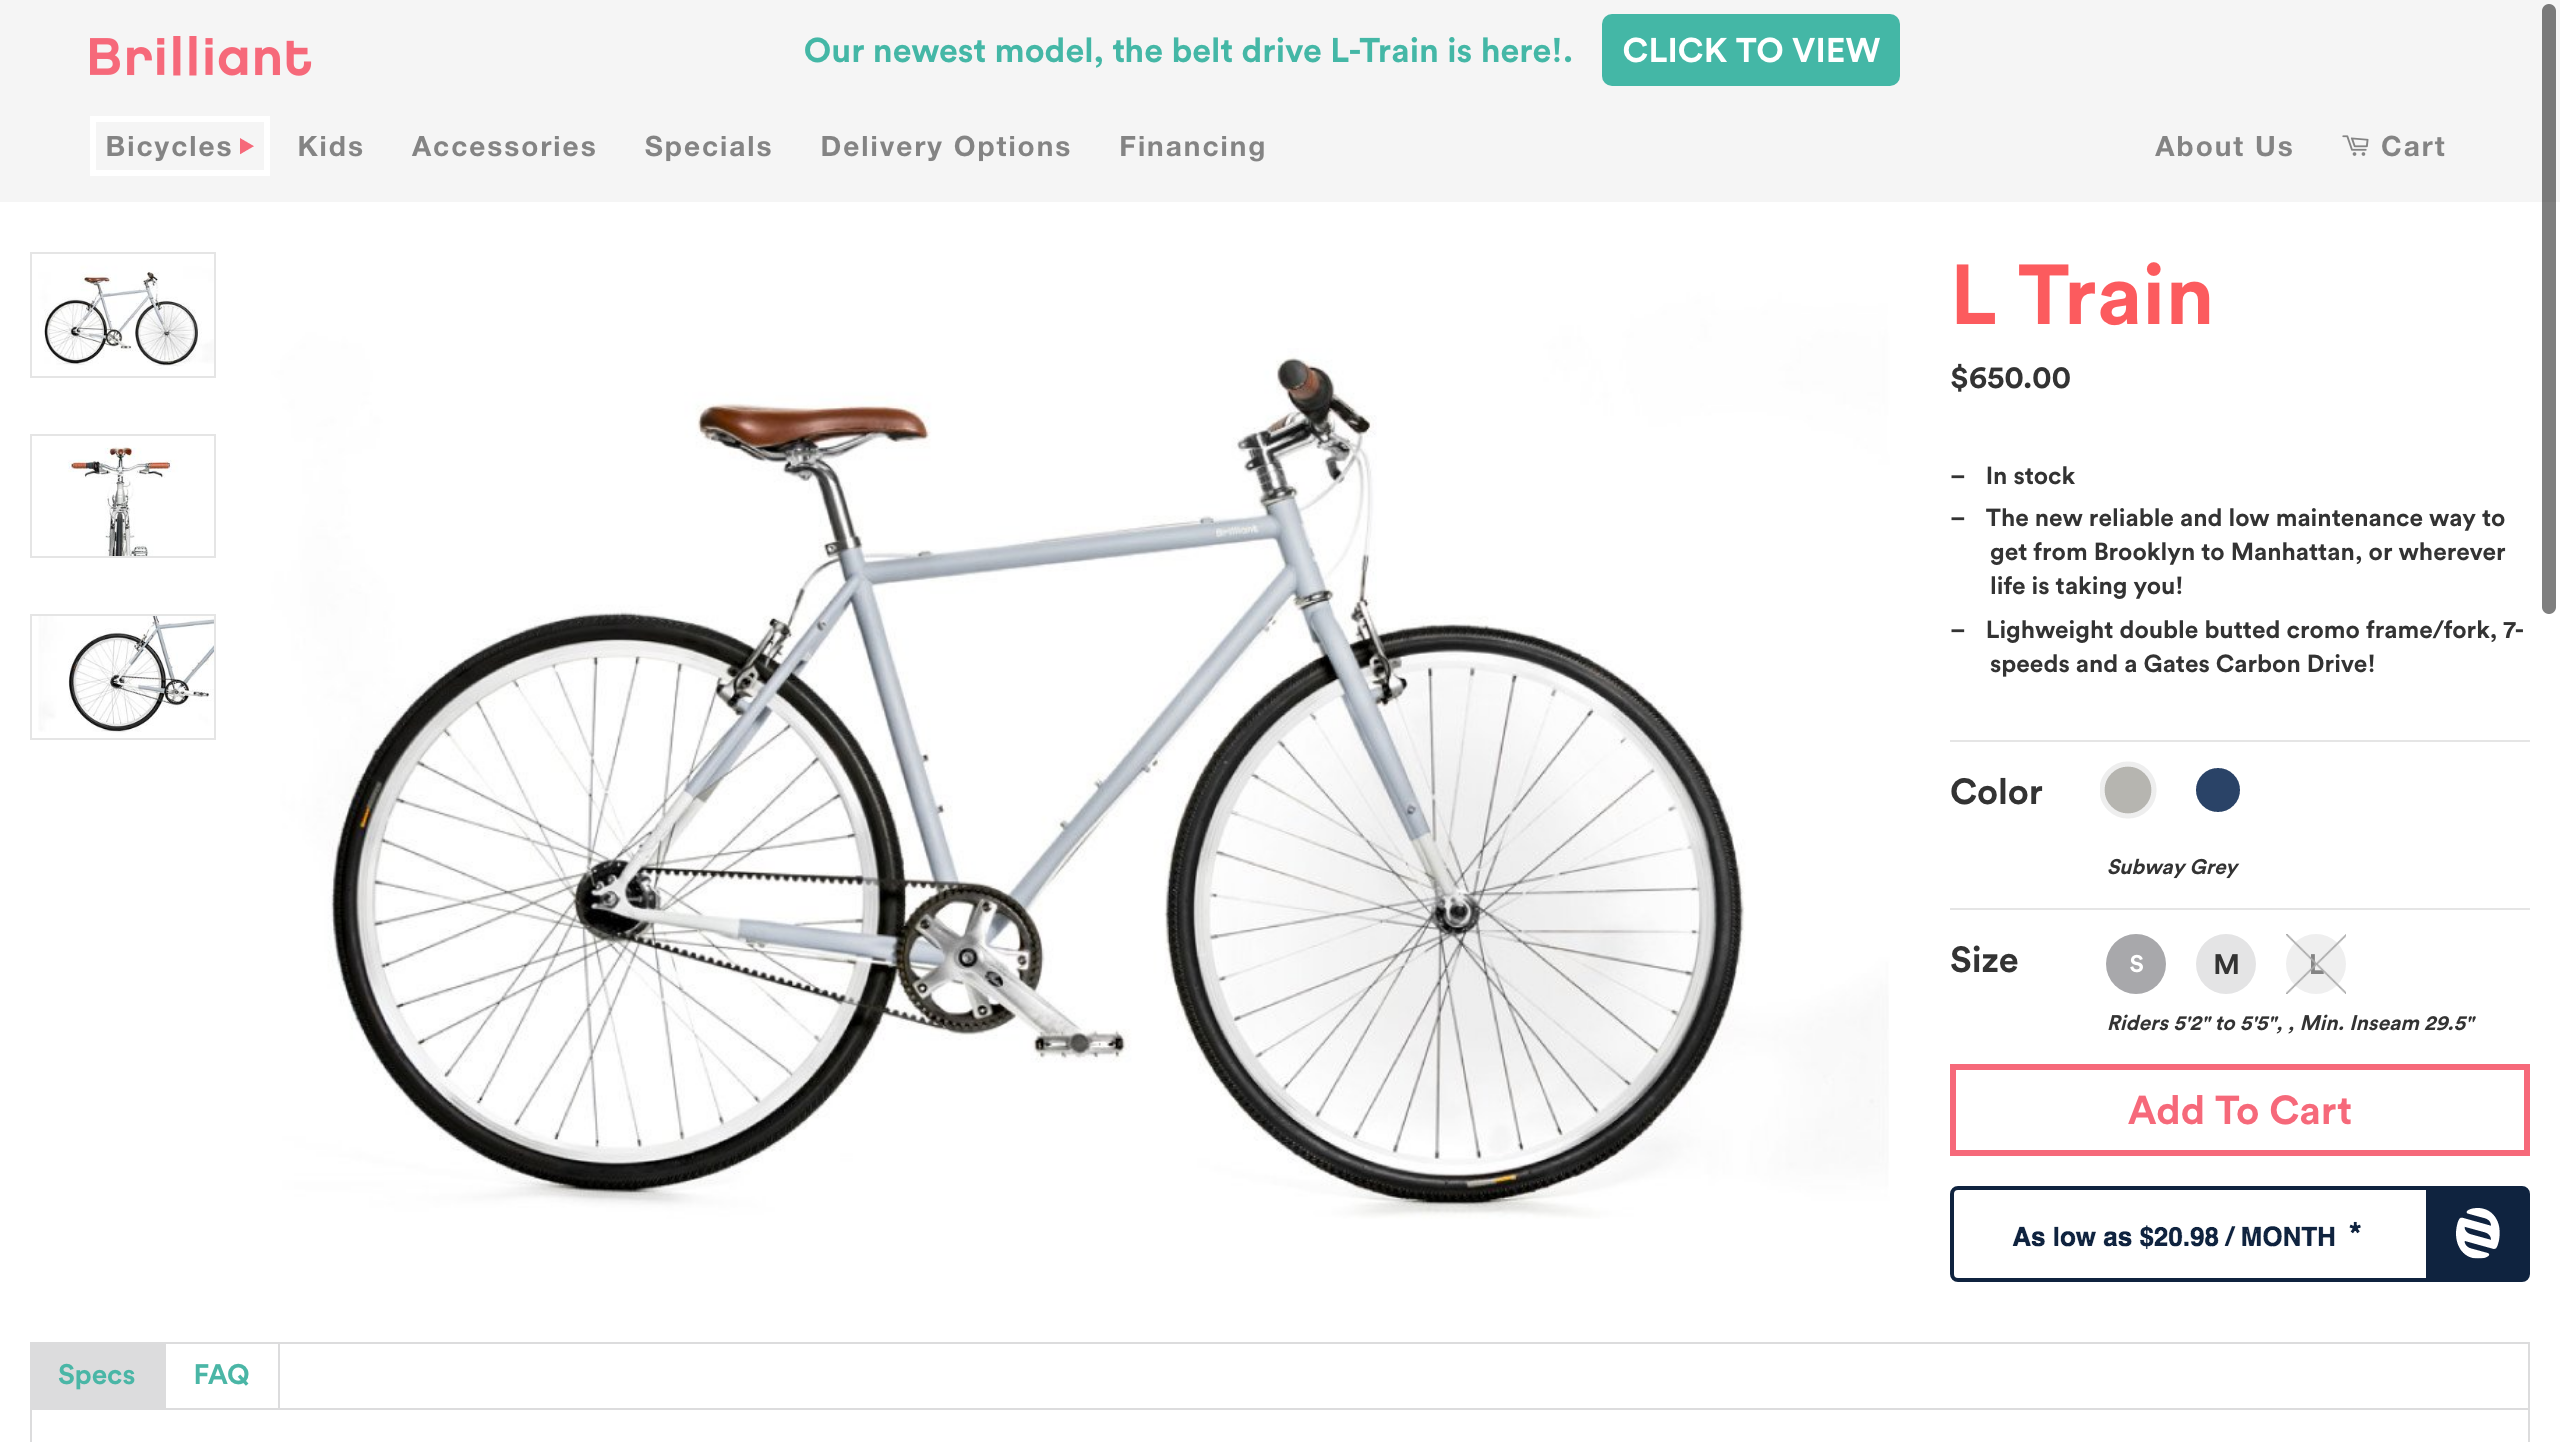 Brilliant
Our newest model, the belt drive L-Train is here!.
CLICK TO VIEW
Bicycles
Kids
Accessories
Specials
Delivery Options
Financing
About Us
Cart
Brilliant
L Train
$650.00
– In stock
– The new reliable and low maintenance way to
get from Brooklyn to Manhattan, or wherever
life is taking you!
– Lighweight double butted cromo frame/fork, 7-
speeds and a Gates Carbon Drive!
Color
Subway Grey
Size
S
M
L
Riders 5'2" to 5'5", , Min. Inseam 29.5"
Add To Cart
As low as $20.98 / MONTH *
Specs
FAQ